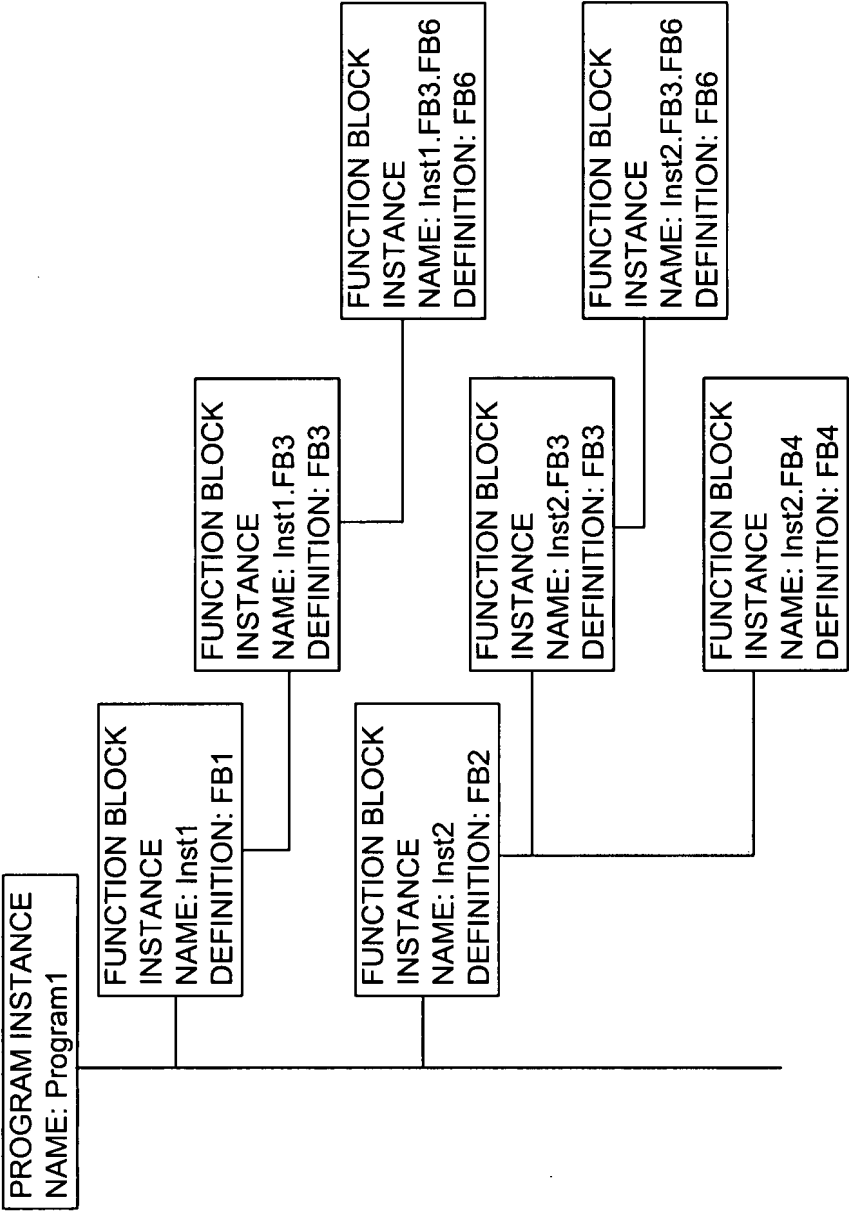 PROGRAM INSTANCE
NAME: Program1
FUNCTION BLOCK
INSTANCE
NAME: Inst1
DEFINITION: FB1
FUNCTION BLOCK
INSTANCE
NAME: Inst1.FB3
DEFINITION: FB3
FUNCTION BLOCK
INSTANCE
NAME: Inst1.FB3.FB6
DEFINITION: FB6
FUNCTION BLOCK
INSTANCE
NAME: Inst2
DEFINITION: FB2
FUNCTION BLOCK
INSTANCE
NAME: Inst2.FB3
DEFINITION: FB3
FUNCTION BLOCK
INSTANCE
NAME: Inst2.FB3.FB6
DEFINITION: FB6
FUNCTION BLOCK
INSTANCE
NAME: Inst2.FB4
DEFINITION: FB4